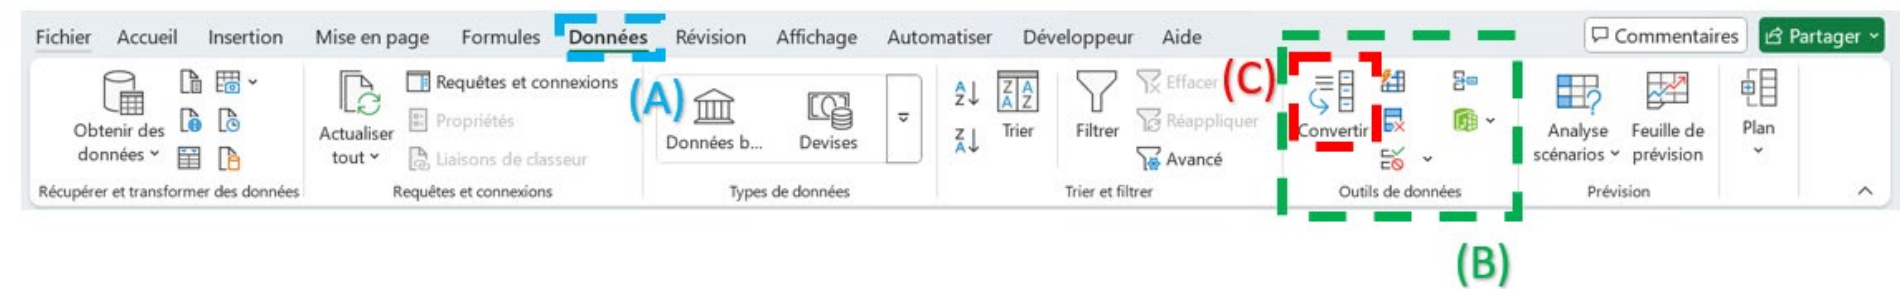 Fichier Accueil Insertion Mise en page Formules Données Révision Affichage Automatiser Développeur Aide Commentaires Partager
(A)
(C)
Obtenir des
données
Actualiser
tout
Requêtes et connexions
Propriétés
Liaisons de classeur
Données b...
Devises
A
Z
Z
A
Z A
A Z
Trier
Filtrer
Effacer
Réappliquer
Avancé
Convertir
Analyse
scénarios
Feuille de
prévision
Plan
Récupérer et transformer des données
Requêtes et connexions
Types de données
Trier et filtrer
Outils de données
Prévision
(B)